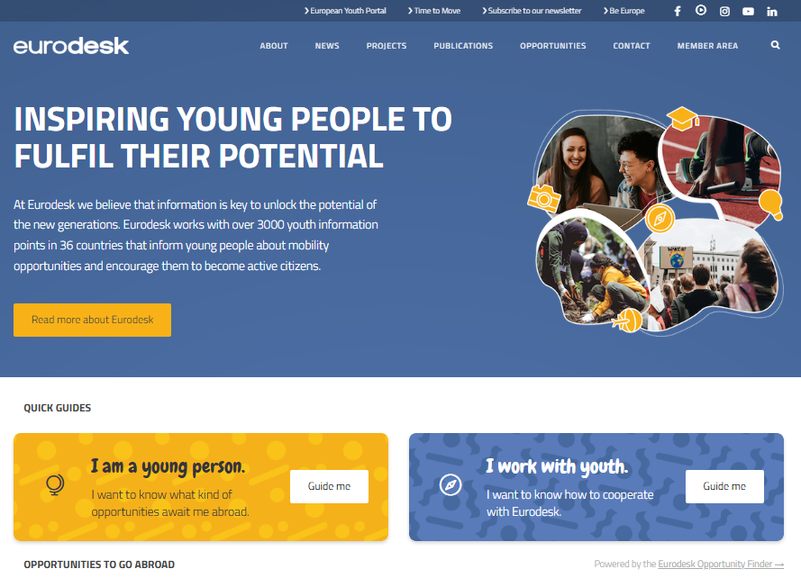 European Youth Portal
Time to Move
Subscribe to our newsletter
Be Europe
eurodesk
ABOUT
NEWS
PROJECTS
PUBLICATIONS
OPPORTUNITIES
CONTACT
MEMBER AREA
INSPIRING YOUNG PEOPLE TO
FULFIL THEIR POTENTIAL
At Eurodesk we believe that information is key to unlock the potential of
the new generations. Eurodesk works with over 3000 youth information
points in 36 countries that inform young people about mobility
opportunities and encourage them to become active citizens.
Read more about Eurodesk
QUICK GUIDES
I am a young person.
I want to know what kind of
opportunities await me abroad.
Guide me
I work with youth.
I want to know how to cooperate
with Eurodesk.
Guide me
OPPORTUNITIES TO GO ABROAD
Powered by the Eurodesk Opportunity Finder →